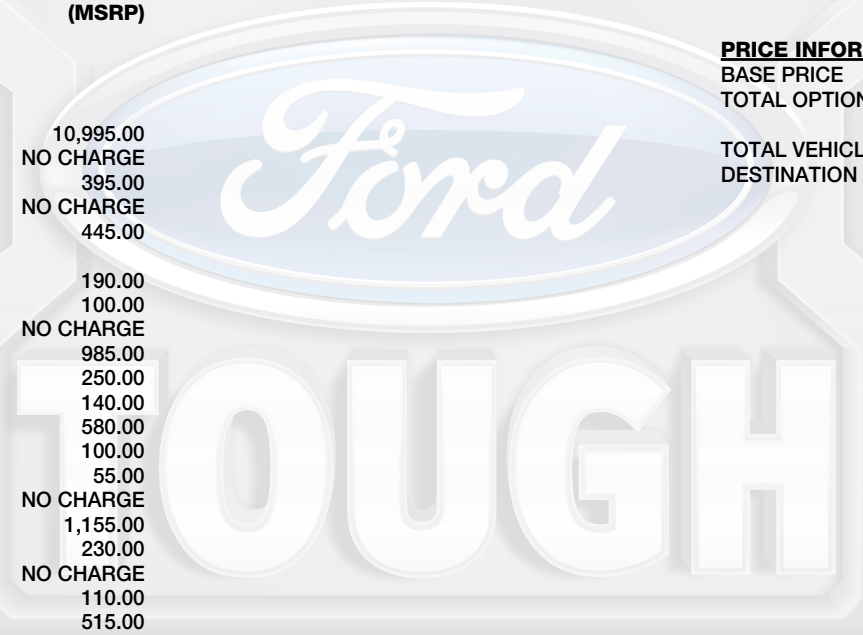 (MSRP)
10,995.00
NO CHARGE
395.00
NO CHARGE
445.00
190.00
100.00
NO CHARGE
985.00
250.00
140.00
580.00
100.00
55.00
NO CHARGE
1,155.00
230.00
NO CHARGE
110.00
515.00
PRICE INFOR
BASE PRICE
TOTAL OPTION
TOTAL VEHICL
DESTINATION
Ford
TOUGH